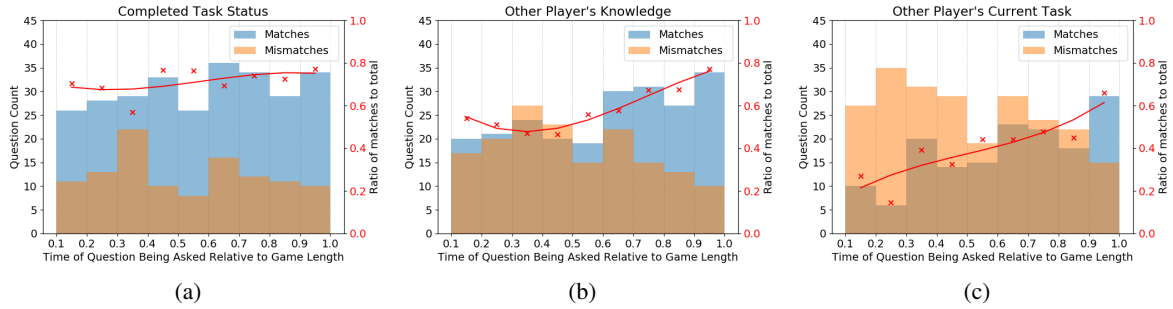 Completed Task Status
Question Count
45
40
35
30
25
20
15
10
5
0
Matches
Mismatches
1.0
0.8
0.6
0.4
0.2
0.0
Ratio of matches to total
0.1 0.2 0.3 0.4 0.5 0.6 0.7 0.8 0.9 1.0
Time of Question Being Asked Relative to Game Length
(a)
Other Player's Knowledge
Question Count
45
40
35
30
25
20
15
10
5
0
Matches
Mismatches
1.0
0.8
0.6
0.4
0.2
0.0
Ratio of matches to total
0.1 0.2 0.3 0.4 0.5 0.6 0.7 0.8 0.9 1.0
Time of Question Being Asked Relative to Game Length
(b)
Other Player's Current Task
Question Count
45
40
35
30
25
20
15
10
5
0
Matches
Mismatches
1.0
0.8
0.6
0.4
0.2
0.0
Ratio of matches to total
0.1 0.2 0.3 0.4 0.5 0.6 0.7 0.8 0.9 1.0
Time of Question Being Asked Relative to Game Length
(c)